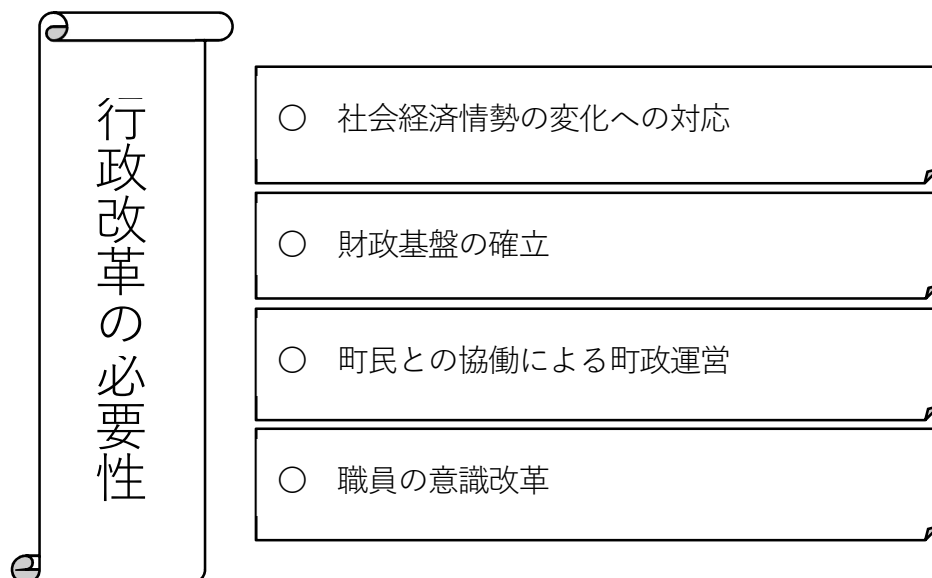 行政改革の必要性
○ 社会経済情勢の変化への対応
○ 財政基盤の確立
○ 町民との協働による町政運営
○ 職員の意識改革